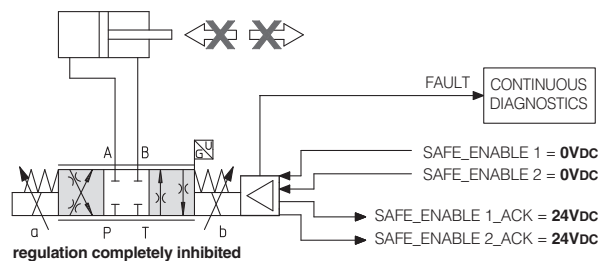 FAULT
CONTINUOUS
DIAGNOSTICS
A B
U
G
SAFE_ENABLE 1 = 0VDC
SAFE_ENABLE 2 = 0VDC
SAFE_ENABLE 1_ACK = 24VDC
SAFE_ENABLE 2_ACK = 24VDC
a P T b
regulation completely inhibited